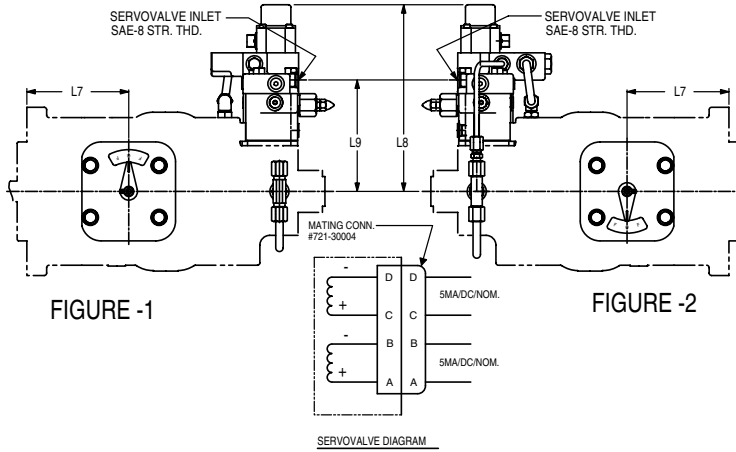 SERVOVALVE INLET
SAE-8 STR. THD.
SERVOVALVE INLET
SAE-8 STR. THD.
L7
L9
L8
L7
MATING CONN.
#721-30004
FIGURE -1
FIGURE -2
-
D D
5MA/DC/NOM.
+
C C
-
B B
5MA/DC/NOM.
+
A A
SERVOVALVE DIAGRAM